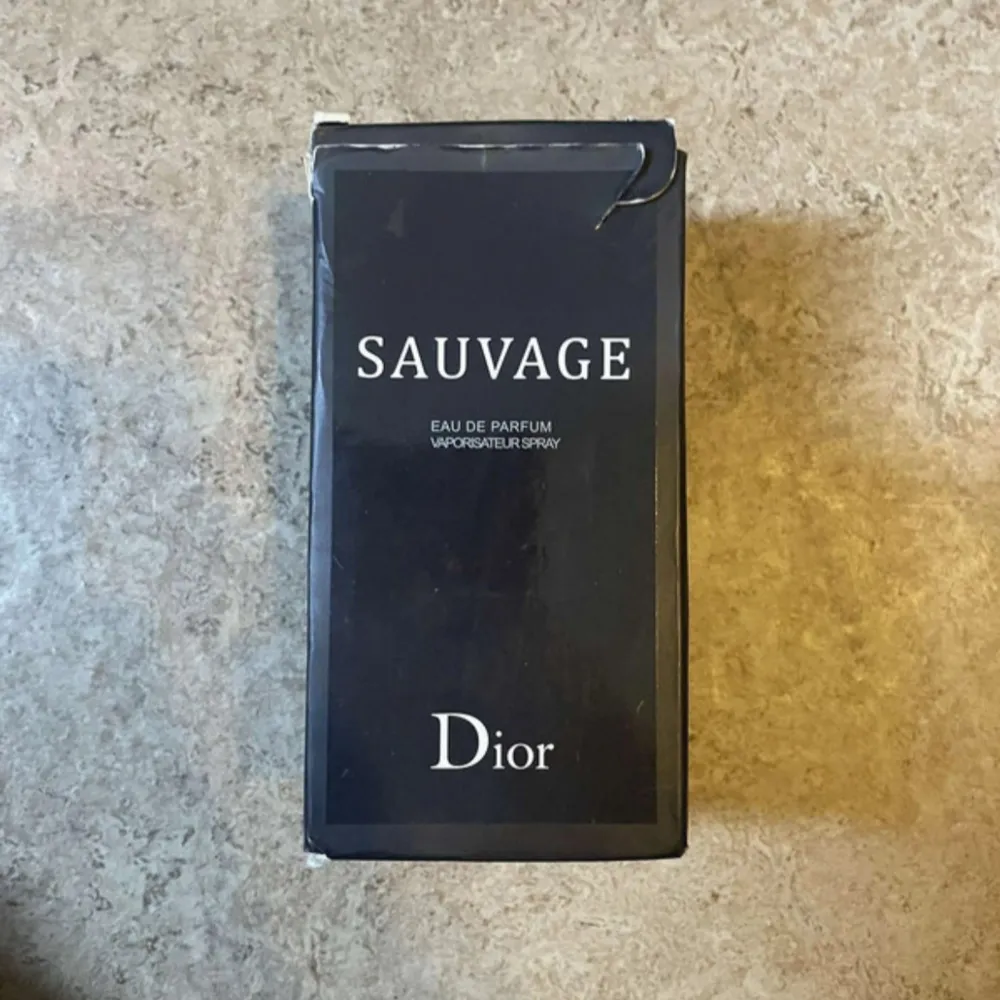 SAUVAGE
EAU DE PARFUM
VAPORISATEUR SPRAY
Dior